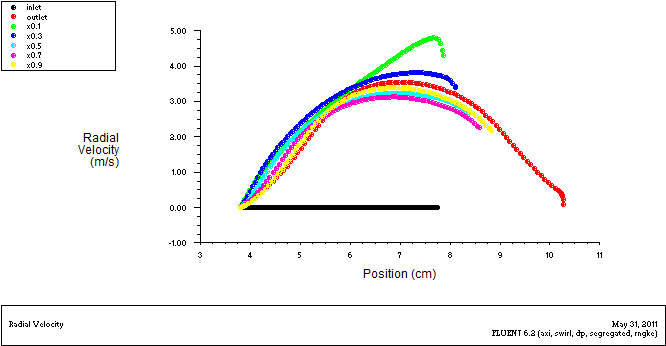 inlet
outlet
x0.1
x0.3
x0.5
x0.7
x0.9
5.00
4.00
3.00
2.00
1.00
0.00
-1.00
Radial
Velocity
(m/s)
3 4 5 6 7 8 9 10 11
Position (cm)
Radial Velocity
May 31, 2011
FLUENT 6.2 (axi, swirl, dp, segregated, rngke)